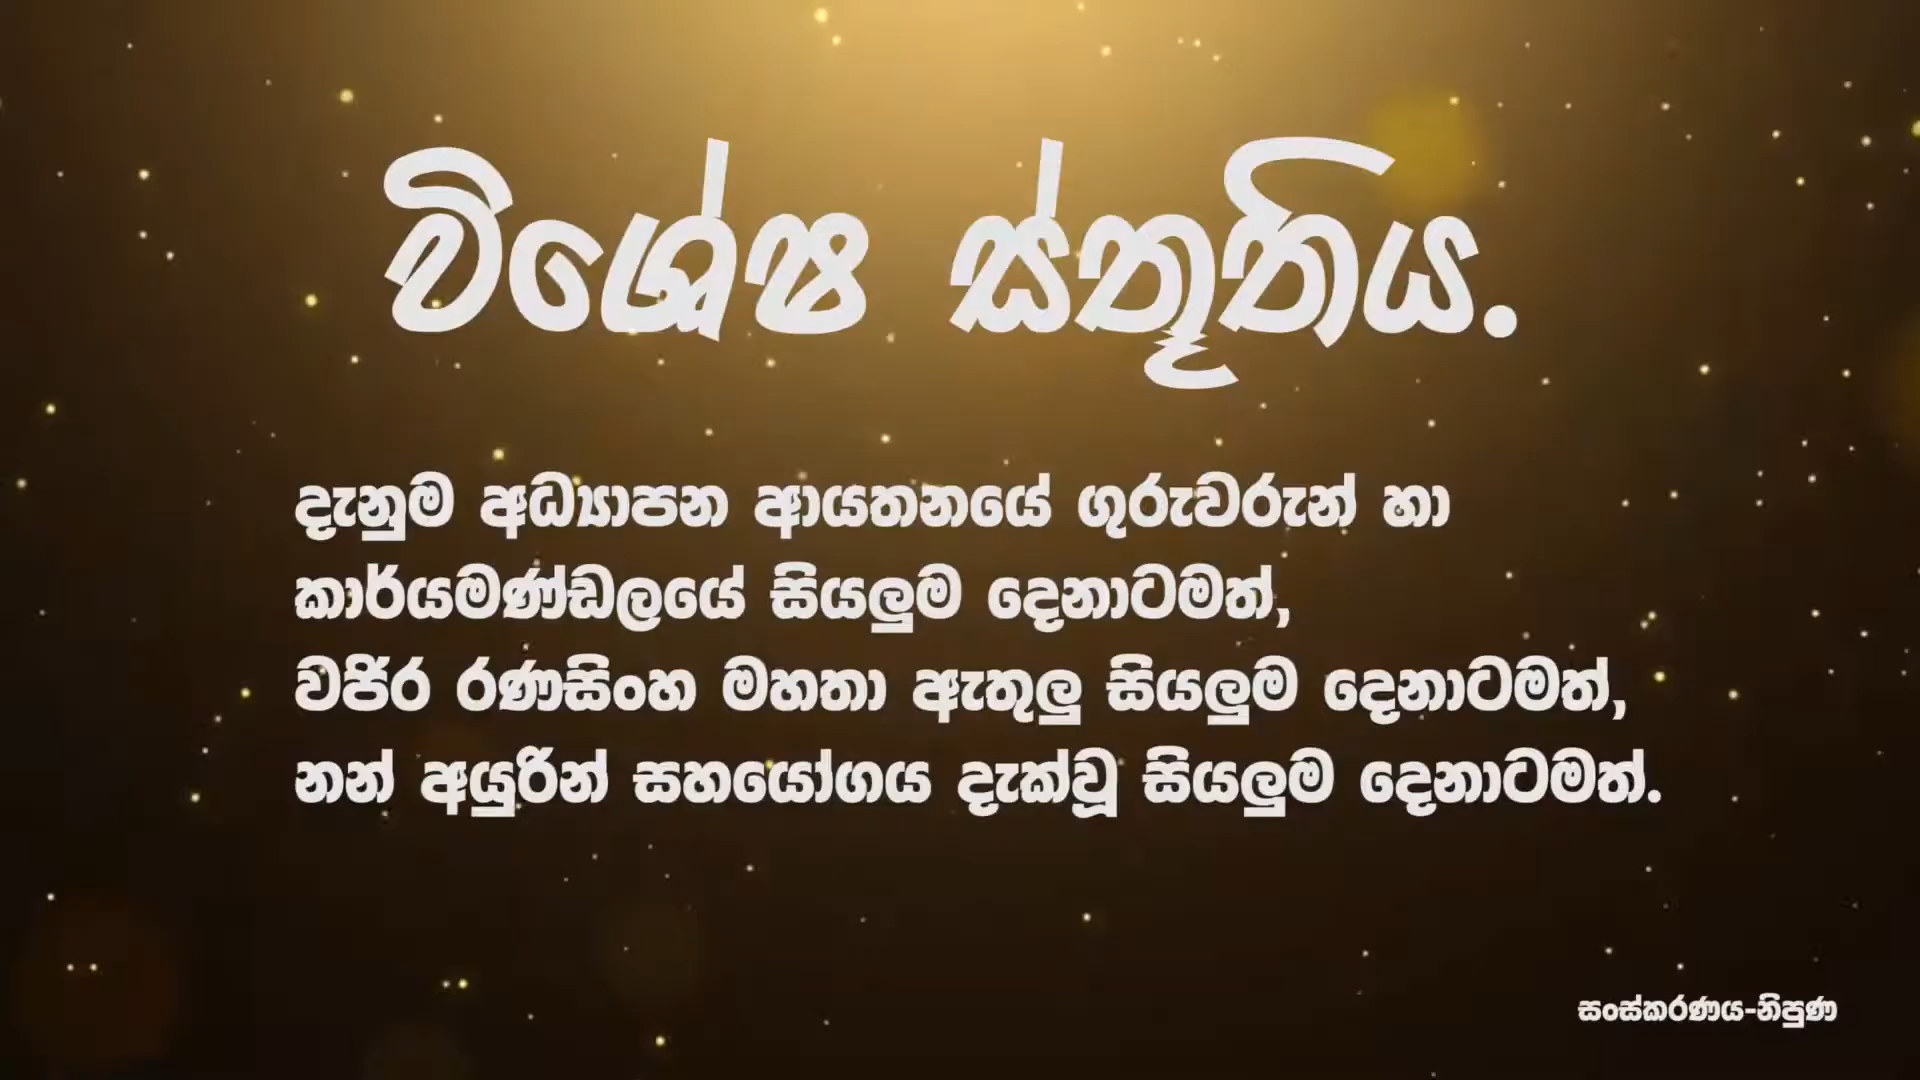 විශේෂ ස්තූතිය.
දැනුම අධ්‍යාපන ආයතනයේ ගුරුවරුන් හා
කාර්යමණ්ඩලයේ සියලුම දෙනාටමත්,
වජිර රණසිංහ මහතා ඇතුලු සියලුම දෙනාටමත්,
නන් අයුරින් සහයෝගය දැක්වූ සියලුම දෙනාටමත්.
සංස්කරණය-නිපුණ